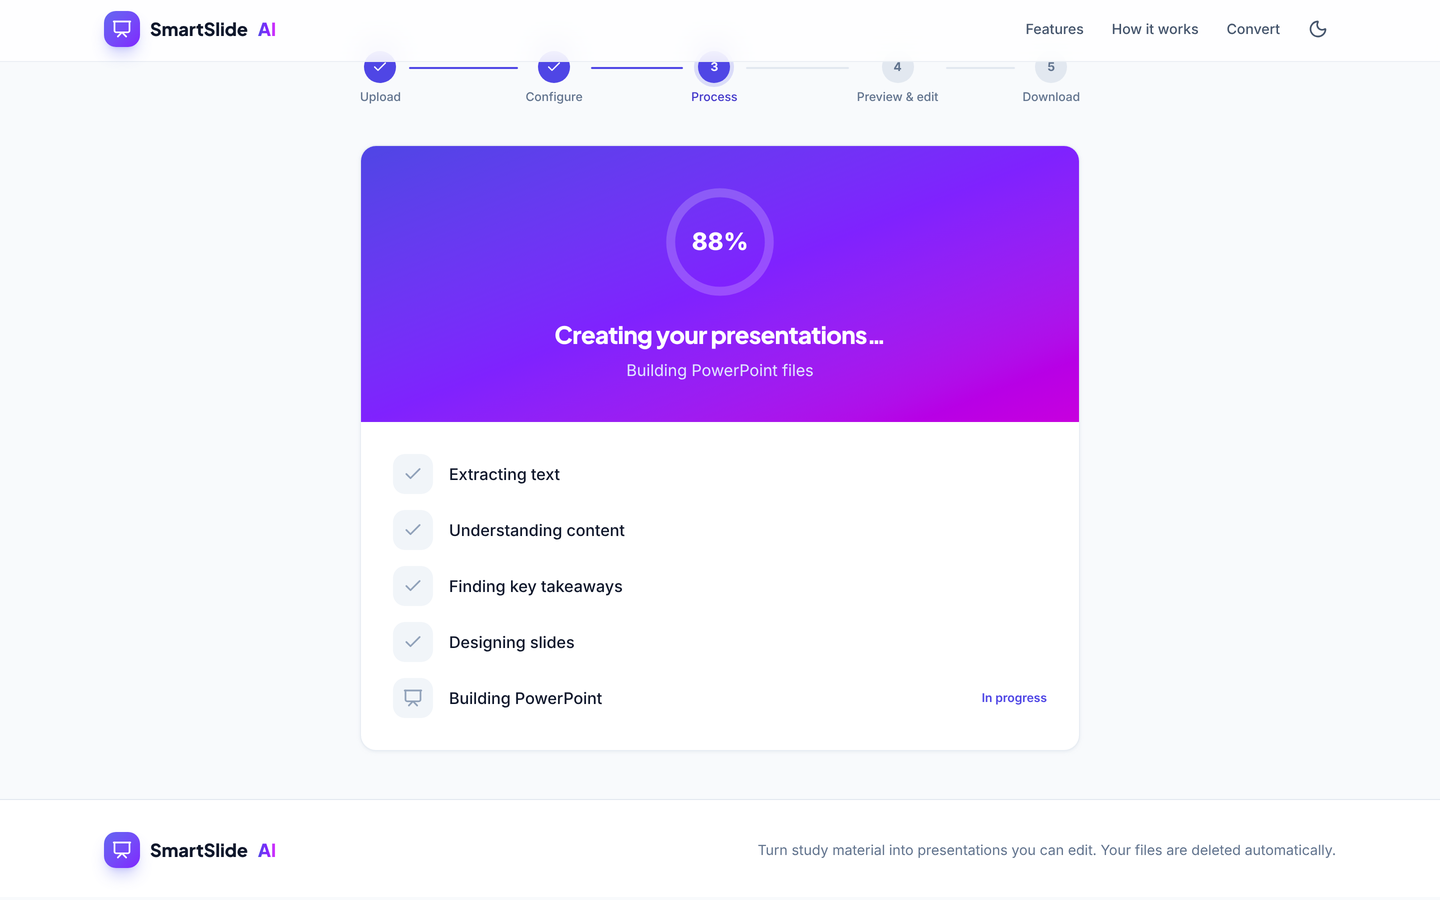 SmartSlide AI
Features
How it works
Convert
3
4
5
Upload
Configure
Process
Preview & edit
Download
88%
Creating your presentations...
Building PowerPoint files
Extracting text
Understanding content
Finding key takeaways
Designing slides
Building PowerPoint
In progress
SmartSlide AI
Turn study material into presentations you can edit. Your files are deleted automatically.